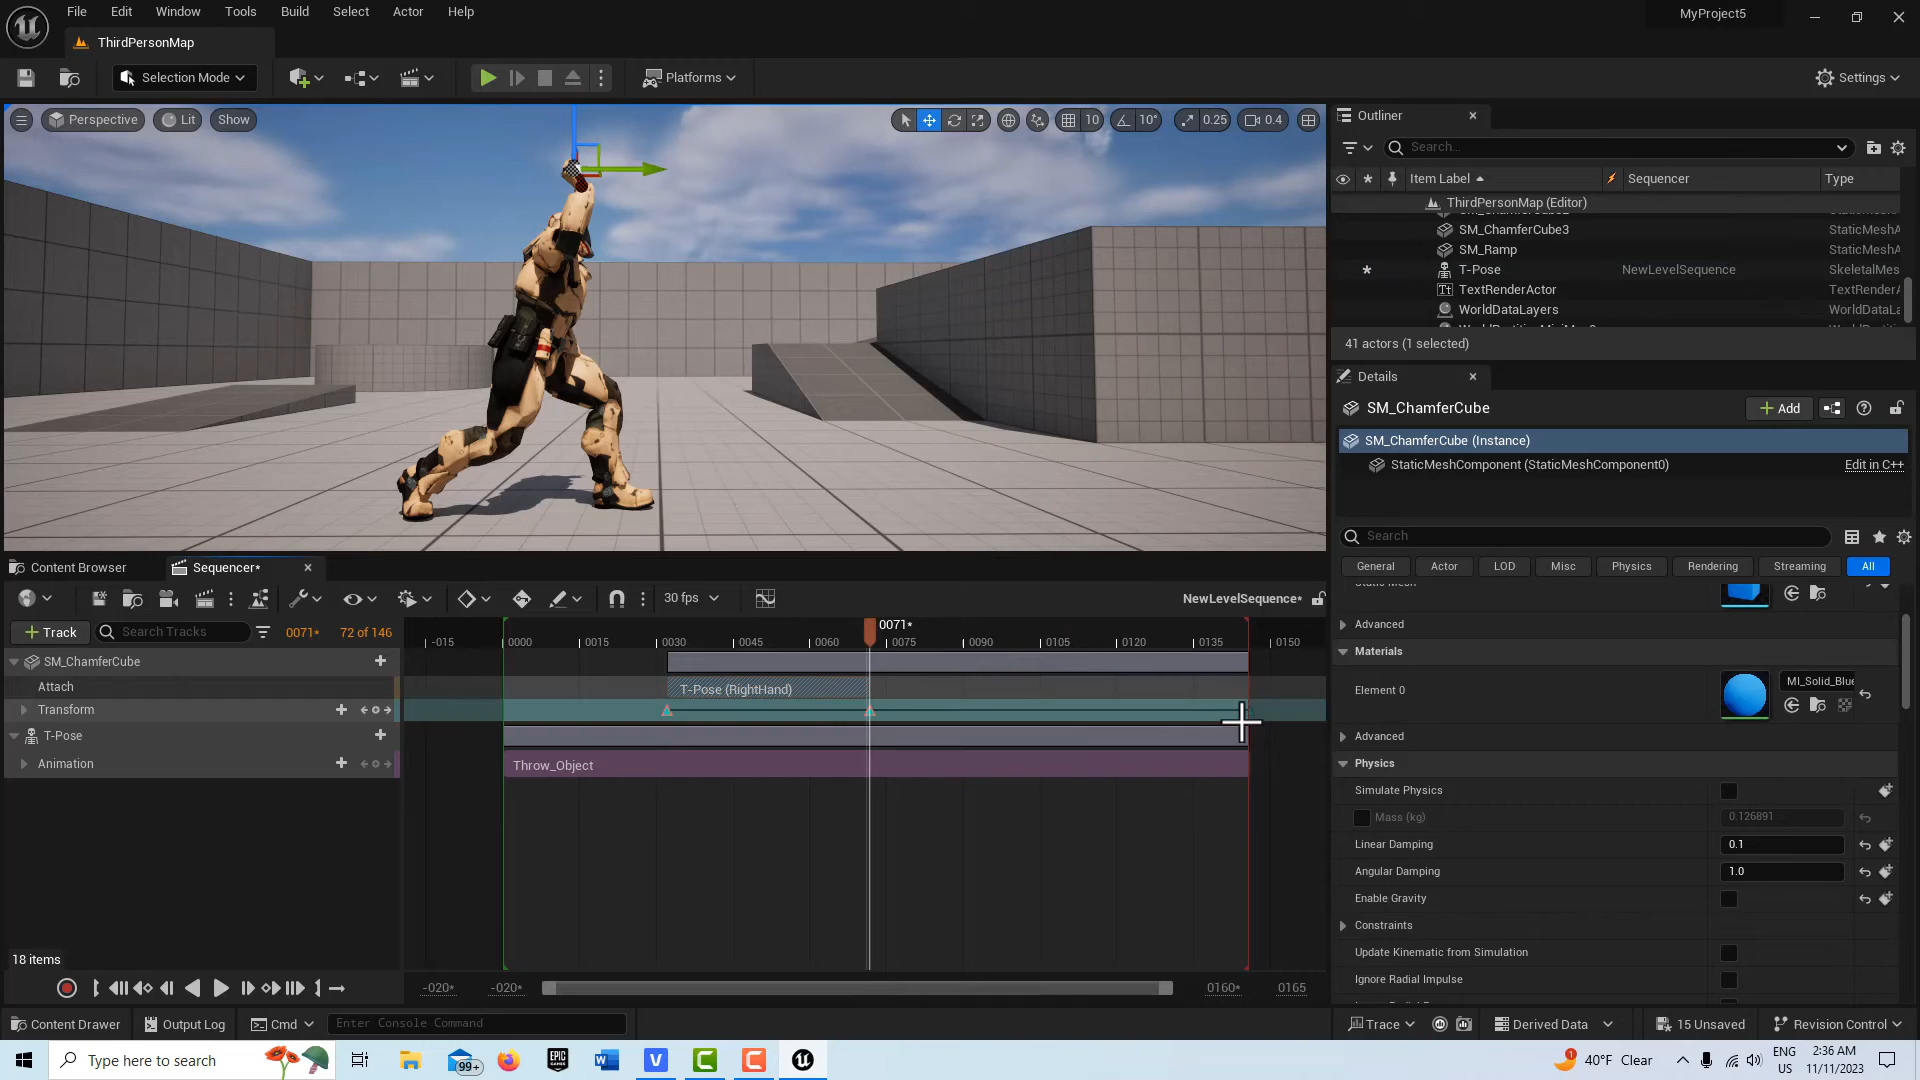 File Edit Window Tools Build Select Actor Help
MyProject5
ThirdPersonMap
Selection Mode
Platforms
Settings
Perspective Lit Show
10 10° 0.25 0.4
Outliner
Search...
Item Label Sequencer Type
ThirdPersonMap (Editor)
SM_ChamferCube3 StaticMeshA
SM_Ramp StaticMeshA
T-Pose NewLevelSequence SkeletalMes
TextRenderActor TextRenderA
WorldDataLayers WorldDataLa
41 actors (1 selected)
Details
SM_ChamferCube
Add
SM_ChamferCube (Instance)
StaticMeshComponent (StaticMeshComponent0) Edit in C++
Search
General Actor LOD Misc Physics Rendering Streaming All
Advanced
Materials
Element 0 MI_Solid_Blue
Advanced
Physics
Simulate Physics
Mass (kg) 0.126891
Linear Damping 0.1
Angular Damping 1.0
Enable Gravity
Constraints
Update Kinematic from Simulation
Ignore Radial Impulse
Content Browser Sequencer*
30 fps NewLevelSequence*
Track Search Tracks 0071* 72 of 146
0071*
-015 0000 0015 0030 0045 0060 0075 0090 0105 0120 0135 0150
SM_ChamferCube
Attach T-Pose (RightHand)
Transform
T-Pose
Animation Throw_Object
18 items
-020* -020* 0160* 0165
Content Drawer Output Log Cmd Enter Console Command
Trace Derived Data 15 Unsaved Revision Control
Type here to search
99+
EPIC GAMES
1
40°F Clear
ENG US
2:36 AM
11/11/2023